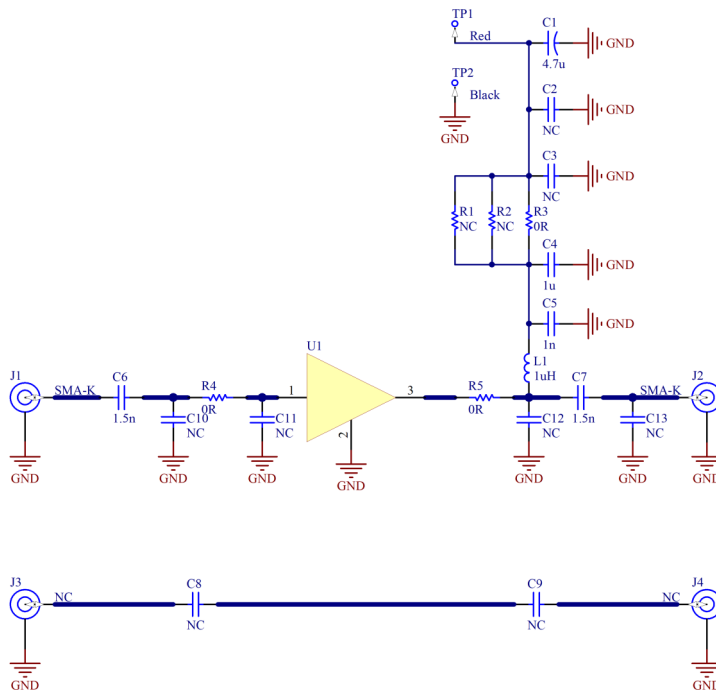 TP1
Red
C1
4.7u
GND
TP2
Black
GND
C2
NC
GND
C3
NC
GND
R1
NC
R2
NC
R3
0R
C4
1u
GND
C5
1n
GND
L1
1uH
J1
SMA-K
GND
C6
1.5n
C10
NC
GND
R4
0R
C11
NC
GND
U1
1
2
3
GND
R5
0R
C12
NC
GND
C7
1.5n
C13
NC
GND
SMA-K
J2
GND
J3
NC
GND
C8
NC
C9
NC
NC
J4
GND